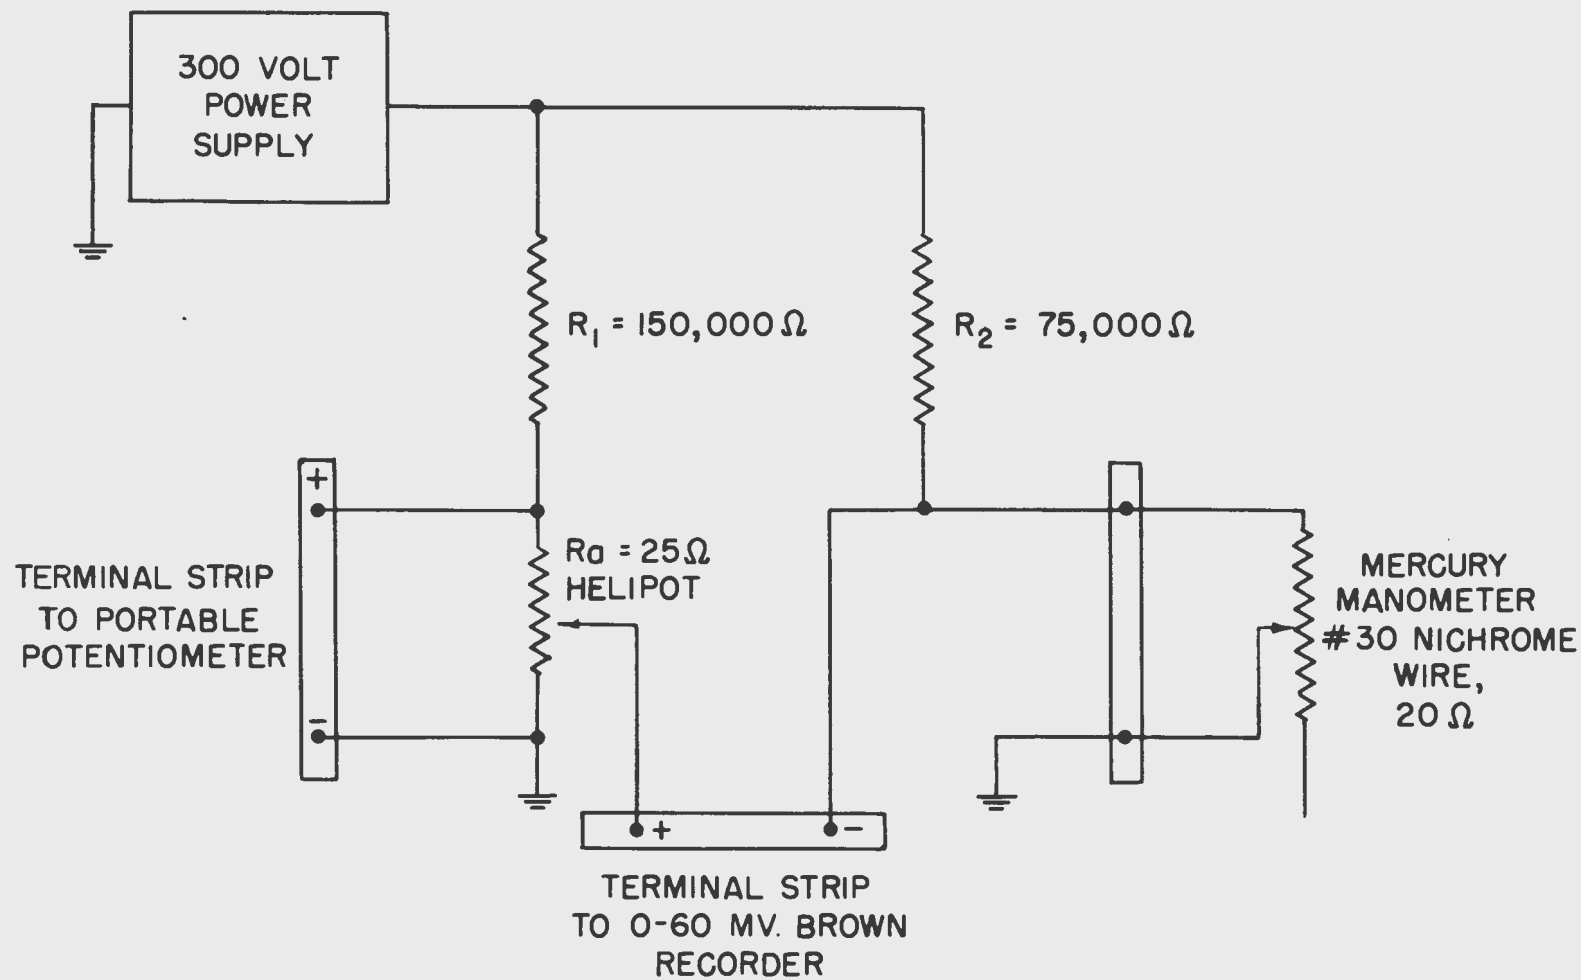 300 VOLT
POWER
SUPPLY
R1 = 150,000 Ω
R2 = 75,000 Ω
+
Ra = 25 Ω
HELIPOT
TERMINAL STRIP
TO PORTABLE
POTENTIOMETER
MERCURY
MANOMETER
#30 NICHROME
WIRE,
20 Ω
-
+ -
TERMINAL STRIP
TO 0-60 MV. BROWN
RECORDER